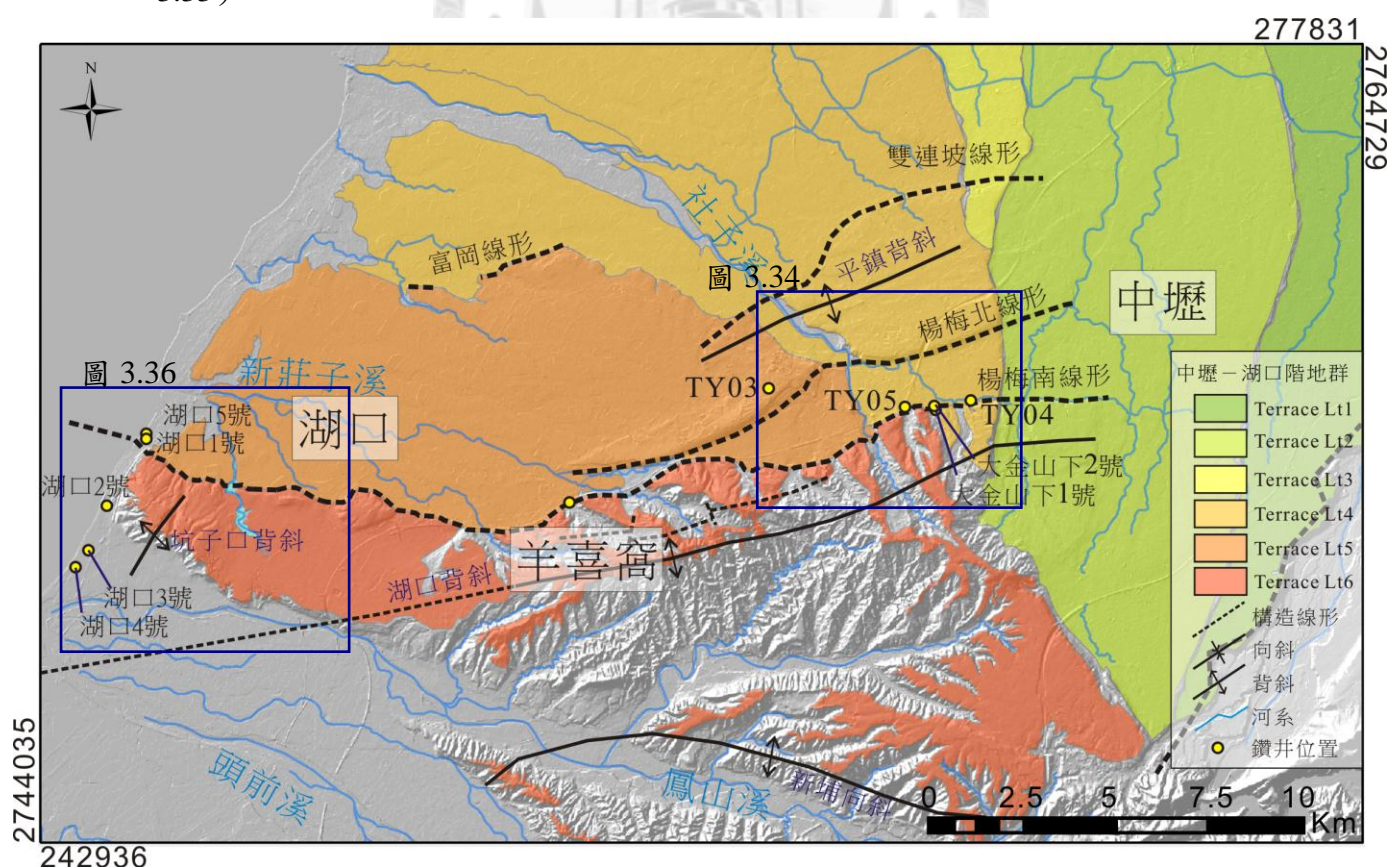 3.35）
277831
2764729
N
雙連坡線形
社子溪
富岡線形
平鎮背斜
圖 3.34
楊梅北線形
中壢
圖 3.36
新莊子溪
湖口
TY03
TY05
TY04
楊梅南線形
湖口5號
湖口1號
湖口2號
大金山下2號
大金山下1號
坑子口背斜
湖口3號
湖口4號
湖口背斜
羊喜窩
中壢－湖口階地群
Terrace Lt1
Terrace Lt2
Terrace Lt3
Terrace Lt4
Terrace Lt5
Terrace Lt6
構造線形
向斜
背斜
河系
鑽井位置
頭前溪
鳳山溪
新埔向斜
0 2.5 5 7.5 10
Km
2744035
242936